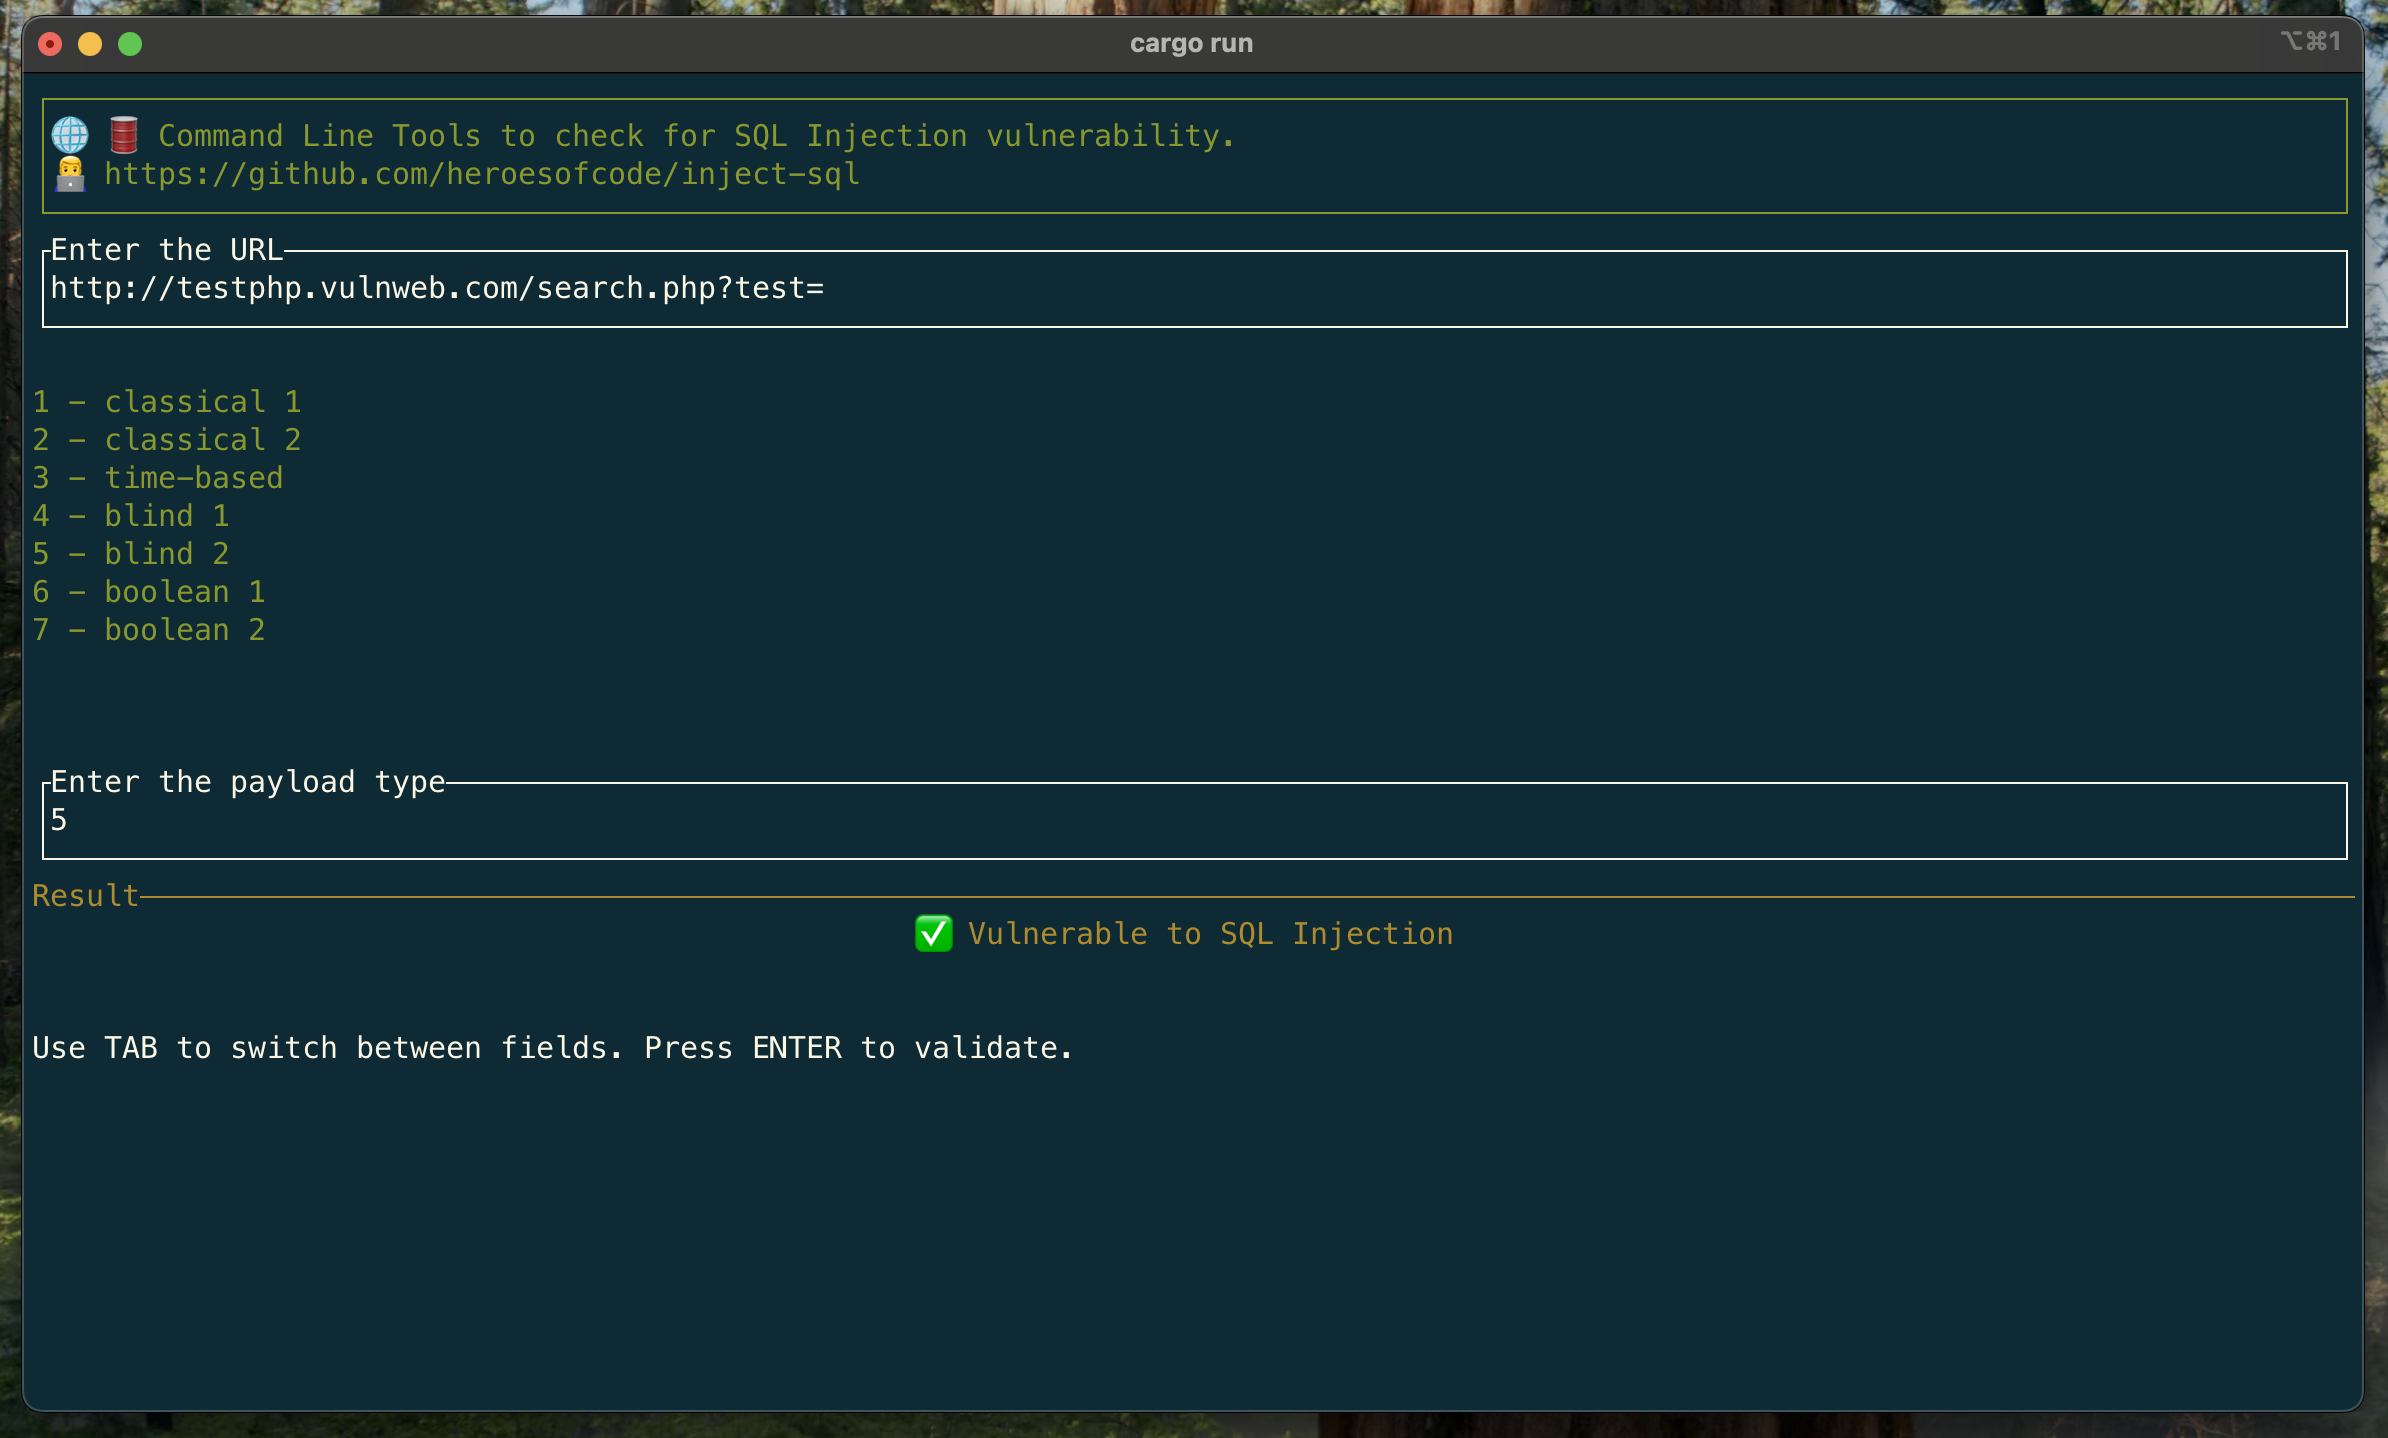 cargo run
⌥⌘1
Command Line Tools to check for SQL Injection vulnerability.
https://github.com/heroesofcode/inject-sql
Enter the URL
http://testphp.vulnweb.com/search.php?test=
1 - classical 1
2 - classical 2
3 - time-based
4 - blind 1
5 - blind 2
6 - boolean 1
7 - boolean 2
Enter the payload type
5
Result
✅ Vulnerable to SQL Injection
Use TAB to switch between fields. Press ENTER to validate.